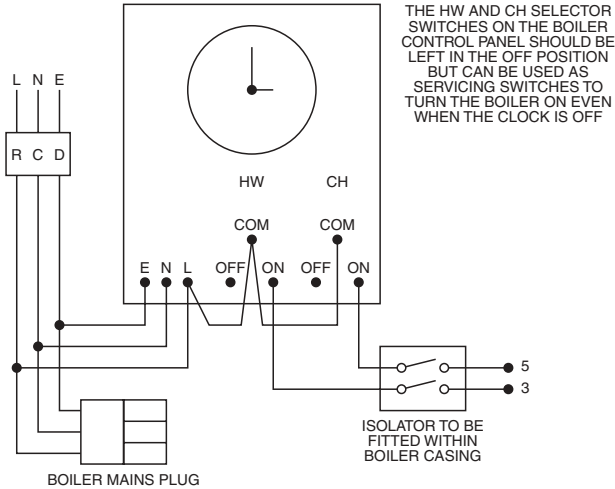 THE HW AND CH SELECTOR
SWITCHES ON THE BOILER
CONTROL PANEL SHOULD BE
LEFT IN THE OFF POSITION
BUT CAN BE USED AS
SERVICING SWITCHES TO
TURN THE BOILER ON EVEN
WHEN THE CLOCK IS OFF
L N E
R C D
HW CH
COM COM
E N L OFF ON OFF ON
5
3
ISOLATOR TO BE
FITTED WITHIN
BOILER CASING
BOILER MAINS PLUG